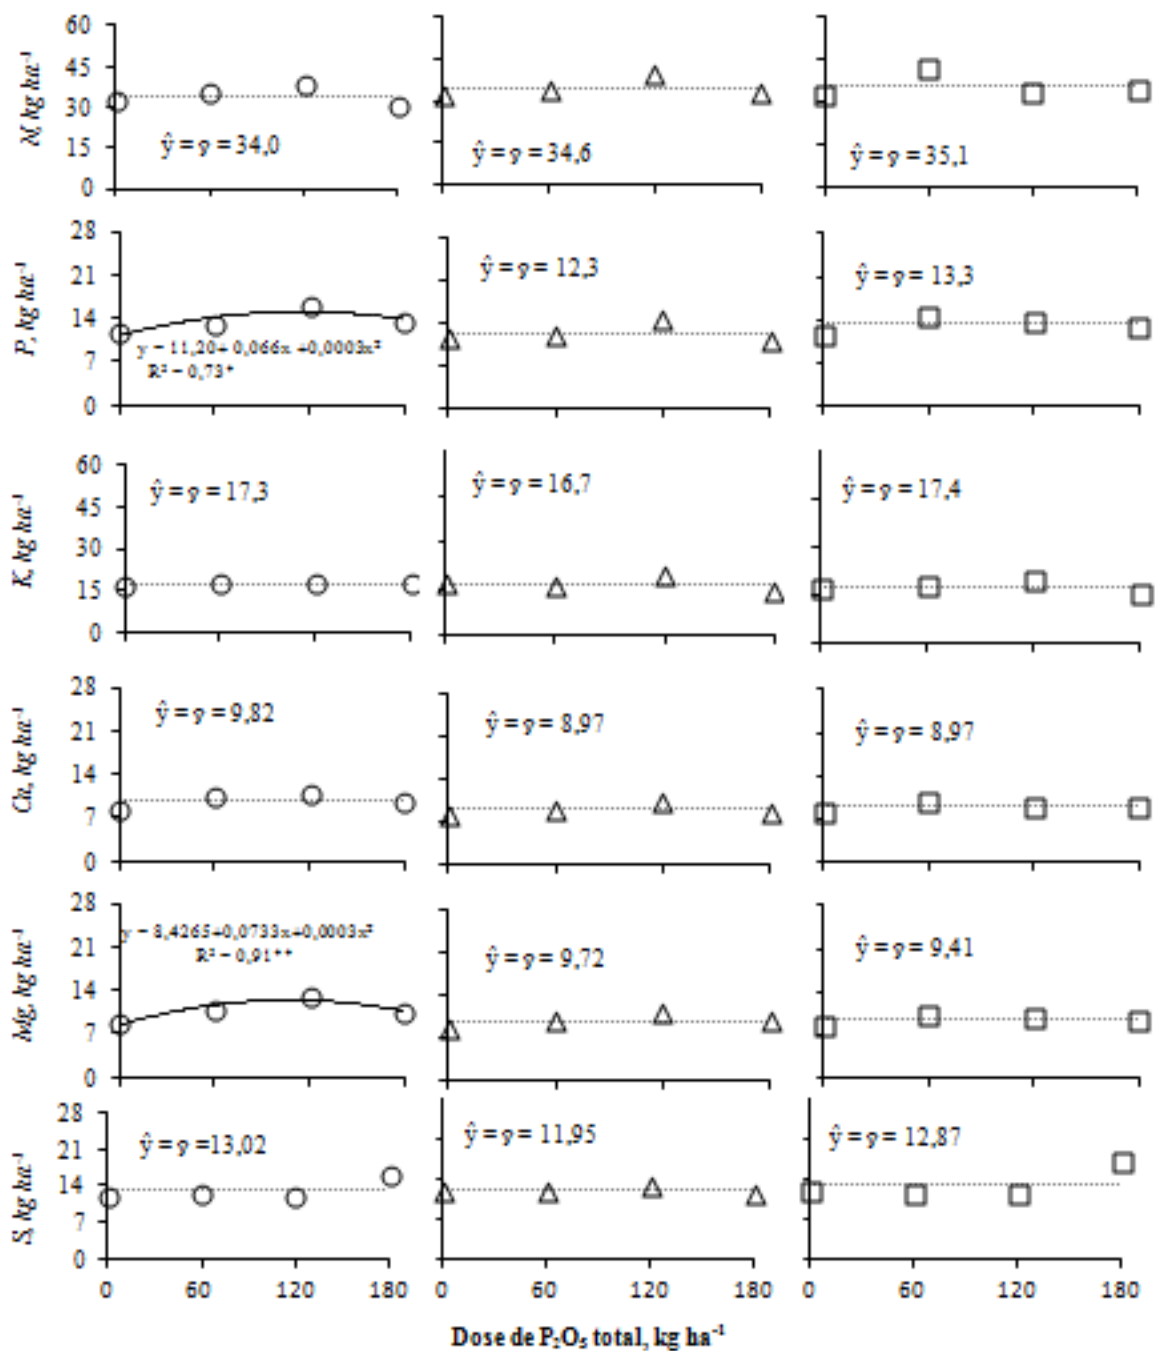 60
45
30
15
0
N, kg ha⁻¹
ŷ = ȳ = 34,0
ŷ = ȳ = 34,6
ŷ = ȳ = 35,1
28
21
14
7
0
P, kg ha⁻¹
y = 11,20+ 0,066x +0,0003x²
R² = 0,73*
ŷ = ȳ = 12,3
ŷ = ȳ = 13,3
60
45
30
15
0
K, kg ha⁻¹
ŷ = ȳ = 17,3
ŷ = ȳ = 16,7
ŷ = ȳ = 17,4
28
21
14
7
0
Ca, kg ha⁻¹
ŷ = ȳ = 9,82
ŷ = ȳ = 8,97
ŷ = ȳ = 8,97
28
21
14
7
0
Mg, kg ha⁻¹
y = 8,4265+0,0733x+0,0003x²
R² = 0,91**
ŷ = ȳ = 9,72
ŷ = ȳ = 9,41
28
21
14
7
0
S, kg ha⁻¹
ŷ = ȳ =13,02
ŷ = ȳ = 11,95
ŷ = ȳ = 12,87
0 60 120 180 0 60 120 180 0 60 120 180
Dose de P₂O₅ total, kg ha⁻¹